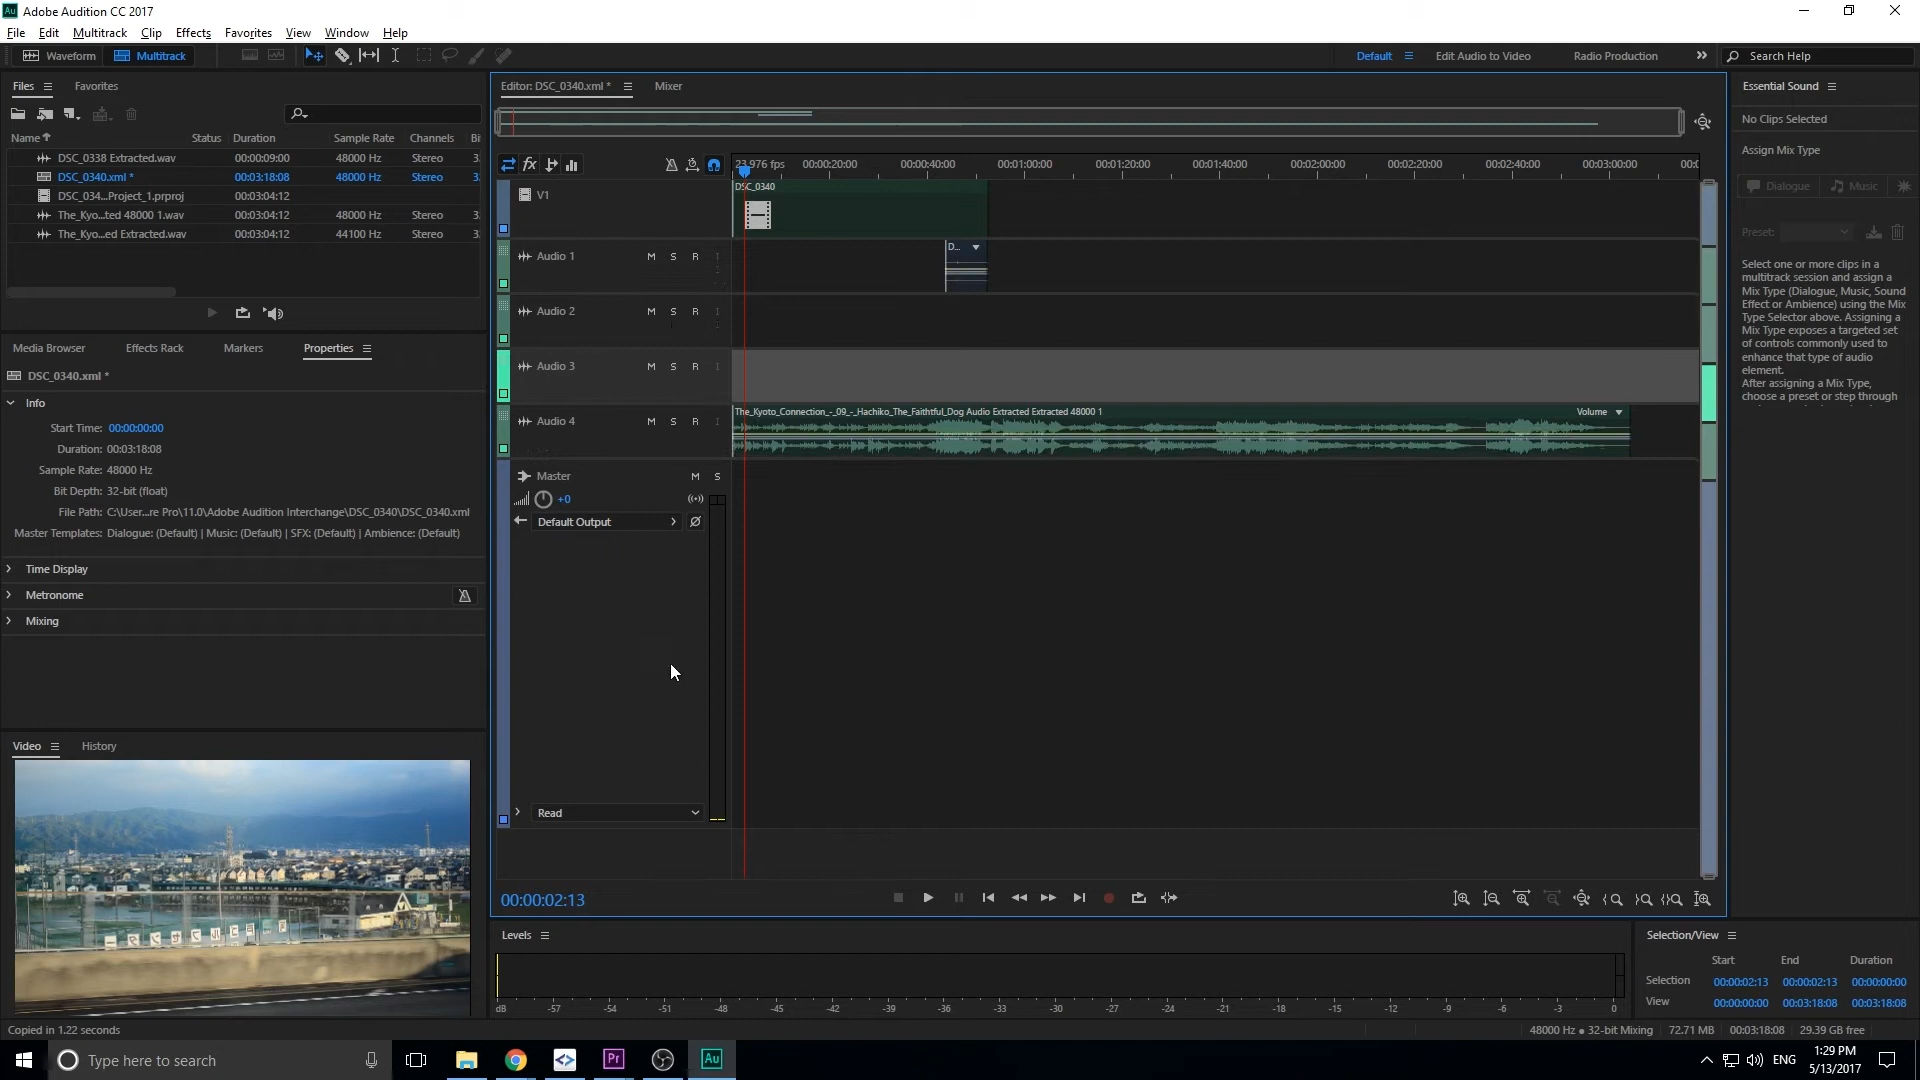 Au Adobe Audition CC 2017
File Edit Multitrack Clip Effects Favorites View Window Help
Waveform Multitrack Default Edit Audio to Video Radio Production Search Help
Files Favorites
Name Status Duration Sample Rate Channels Bi
DSC_0338 Extracted.wav 00:00:09:00 48000 Hz Stereo 3.
DSC_0340.xml * 00:03:18:08 48000 Hz Stereo 3.
DSC_034...Project_1.prproj 00:03:04:12
The_Kyo...ted 48000 1.wav 00:03:04:12 48000 Hz Stereo 3.
The_Kyo...ed Extracted.wav 00:03:04:12 44100 Hz Stereo 3.
Media Browser Effects Rack Markers Properties
DSC_0340.xml *
Info
Start Time: 00:00:00:00
Duration: 00:03:18:08
Sample Rate: 48000 Hz
Bit Depth: 32-bit (float)
File Path: C:\User...re Pro\11.0\Adobe Audition Interchange\DSC_0340\DSC_0340.xml
Master Templates: Dialogue: (Default) | Music: (Default) | SFX: (Default) | Ambience: (Default)
Time Display
Metronome
Mixing
Video History
Editor: DSC_0340.xml * Mixer
fx 23.976 fps 00:00:20:00 00:00:40:00 00:01:00:00 00:01:20:00 00:01:40:00 00:02:00:00 00:02:20:00 00:02:40:00 00:03:00:00 00:0
V1 DSC_0340
Audio 1 M S R I D...
Audio 2 M S R I
Audio 3 M S R I
Audio 4 M S R I The_Kyoto_Connection_-_09_-_Hachiko_The_Faithtful_Dog Audio Extracted Extracted 48000 1 Volume
Master M S
+0
Default Output
Read
00:00:02:13
Levels
dB -57 -54 -51 -48 -45 -42 -39 -36 -33 -30 -27 -24 -21 -18 -15 -12 -9 -6 -3 0
Essential Sound
No Clips Selected
Assign Mix Type
Dialogue Music
Preset:
Select one or more clips in a
multitrack session and assign a
Mix Type (Dialogue, Music, Sound
Effect or Ambience) using the Mix
Type Selector above. Assigning a
Mix Type exposes a targeted set
of controls commonly used to
enhance that type of audio
element.
After assigning a Mix Type,
choose a preset or step through
Selection/View
Start End Duration
Selection 00:00:02:13 00:00:02:13 00:00:00:00
View 00:00:00:00 00:03:18:08 00:03:18:08
Copied in 1.22 seconds 48000 Hz ● 32-bit Mixing 72.71 MB 00:03:18:08 29.39 GB free
Type here to search Pr Au ENG 1:29 PM
5/13/2017